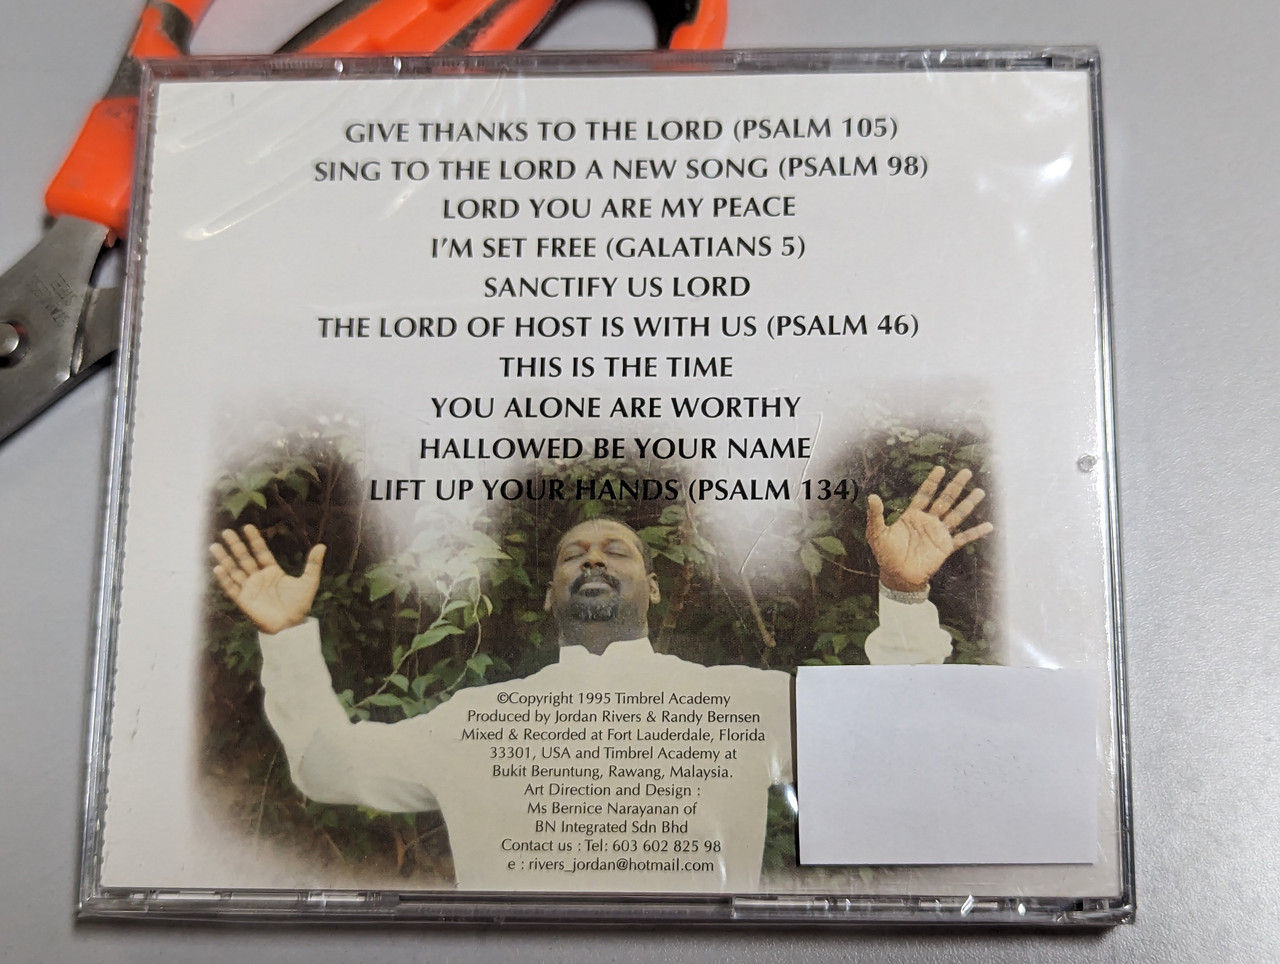 GIVE THANKS TO THE LORD (PSALM 105)
SING TO THE LORD A NEW SONG (PSALM 98)
LORD YOU ARE MY PEACE
I'M SET FREE (GALATIANS 5)
SANCTIFY US LORD
THE LORD OF HOST IS WITH US (PSALM 46)
THIS IS THE TIME
YOU ALONE ARE WORTHY
HALLOWED BE YOUR NAME
LIFT UP YOUR HANDS (PSALM 134)
©Copyright 1995 Timbrel Academy
Produced by Jordan Rivers & Randy Bernsen
Mixed & Recorded at Fort Lauderdale, Florida
33301, USA and Timbrel Academy at
Bukit Beruntung, Rawang, Malaysia.
Art Direction and Design :
Ms Bernice Narayanan of
BN Integrated Sdn Bhd
Contact us : Tel: 603 602 825 98
e : rivers_jordan@hotmail.com